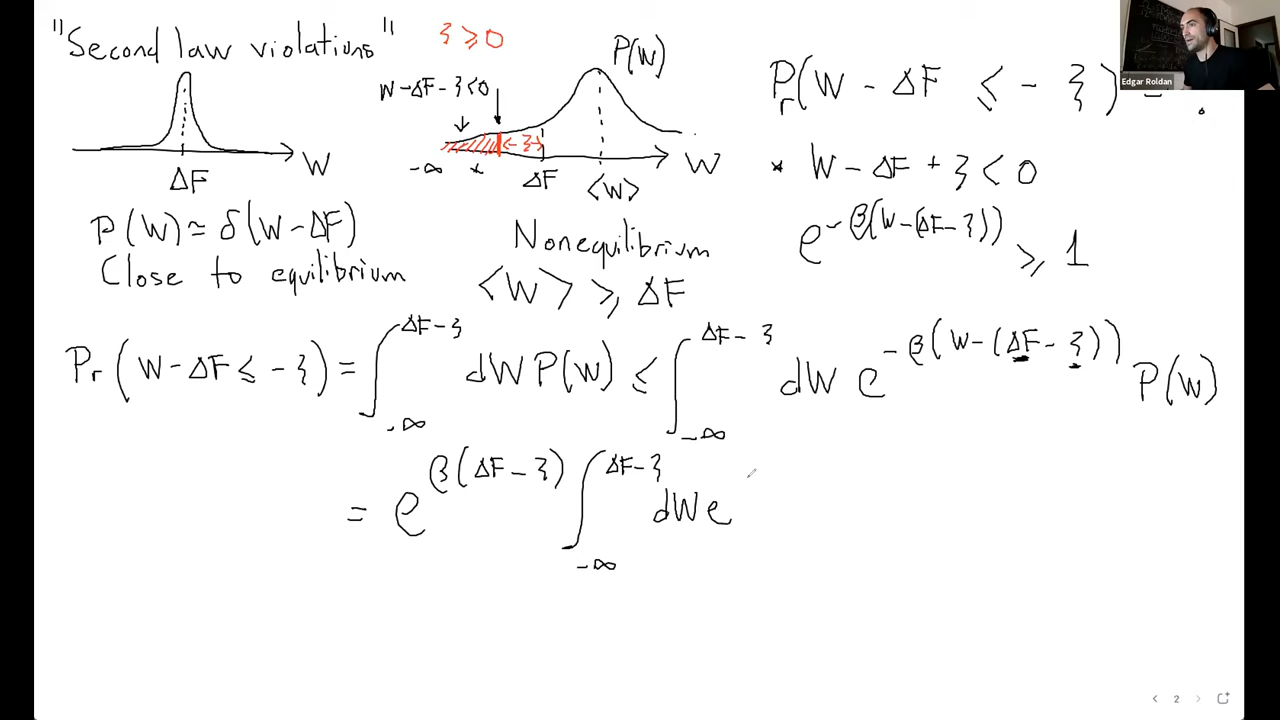 "Second law violations"
ξ ≥ 0
P(W)
W - ΔF - ξ < 0
← ξ →
-∞
*
ΔF
⟨W⟩
W
ΔF
W
P(W) ≃ δ(W - ΔF)
Close to equilibrium
Nonequilibrium
⟨W⟩ ≥ ΔF
Edgar Roldan
Pr(W - ΔF ≤ - ξ) = ?
* W - ΔF + ξ < 0
e^{-β(W-(ΔF-ξ))} ≥ 1
Pr(W - ΔF ≤ - ξ) = ∫_{-∞}^{ΔF-ξ} dW P(W) ≤ ∫_{-∞}^{ΔF-ξ} dW e^{-β(W-(ΔF-ξ))} P(W)
= e^{β(ΔF-ξ)} ∫_{-∞}^{ΔF-ξ} dW e
2